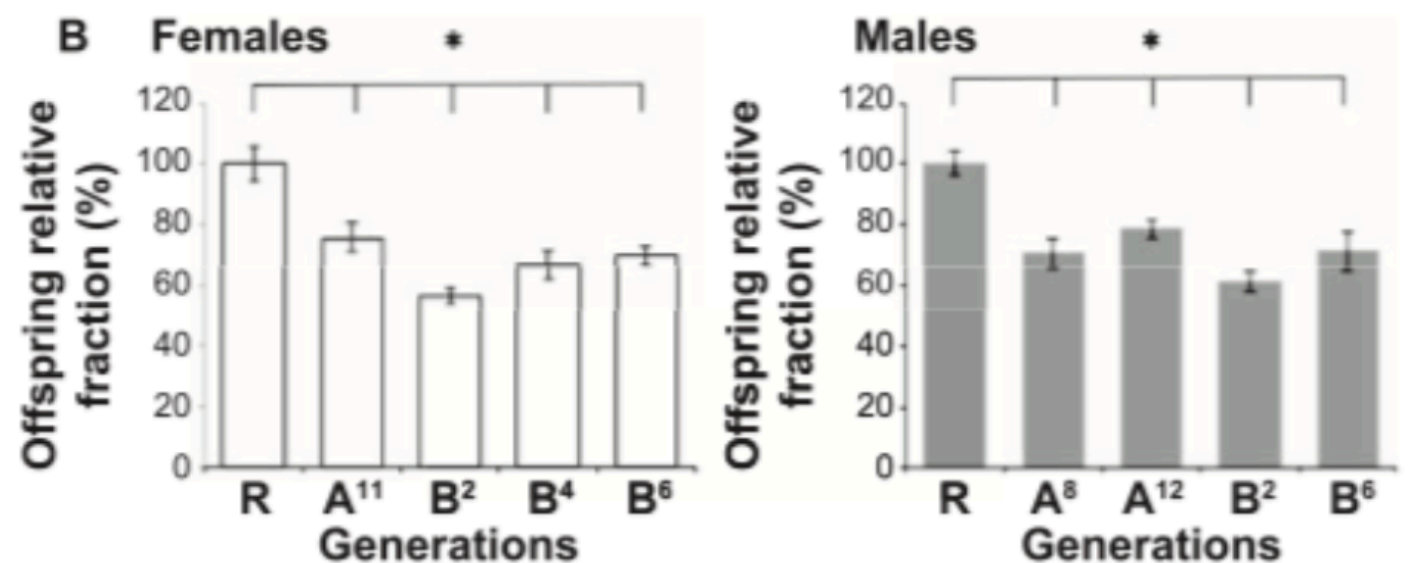 B Females *
Offspring relative
fraction (%)
120
100
80
60
40
20
0
R A¹¹ B² B⁴ B⁶
Generations
Males *
Offspring relative
fraction (%)
120
100
80
60
40
20
0
R A⁸ A¹² B² B⁶
Generations